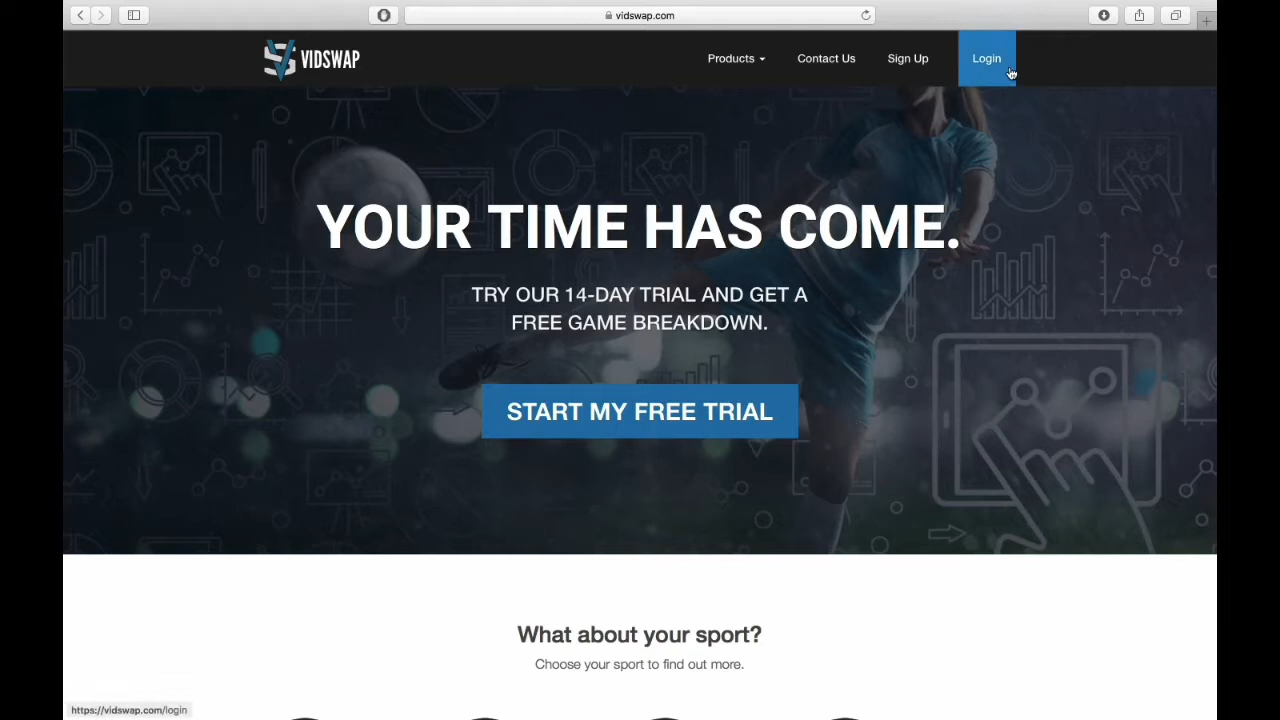 vidswap.com
VIDSWAP
Products
Contact Us
Sign Up
Login
YOUR TIME HAS COME.
TRY OUR 14-DAY TRIAL AND GET A
FREE GAME BREAKDOWN.
START MY FREE TRIAL
What about your sport?
Choose your sport to find out more.
https://vidswap.com/login